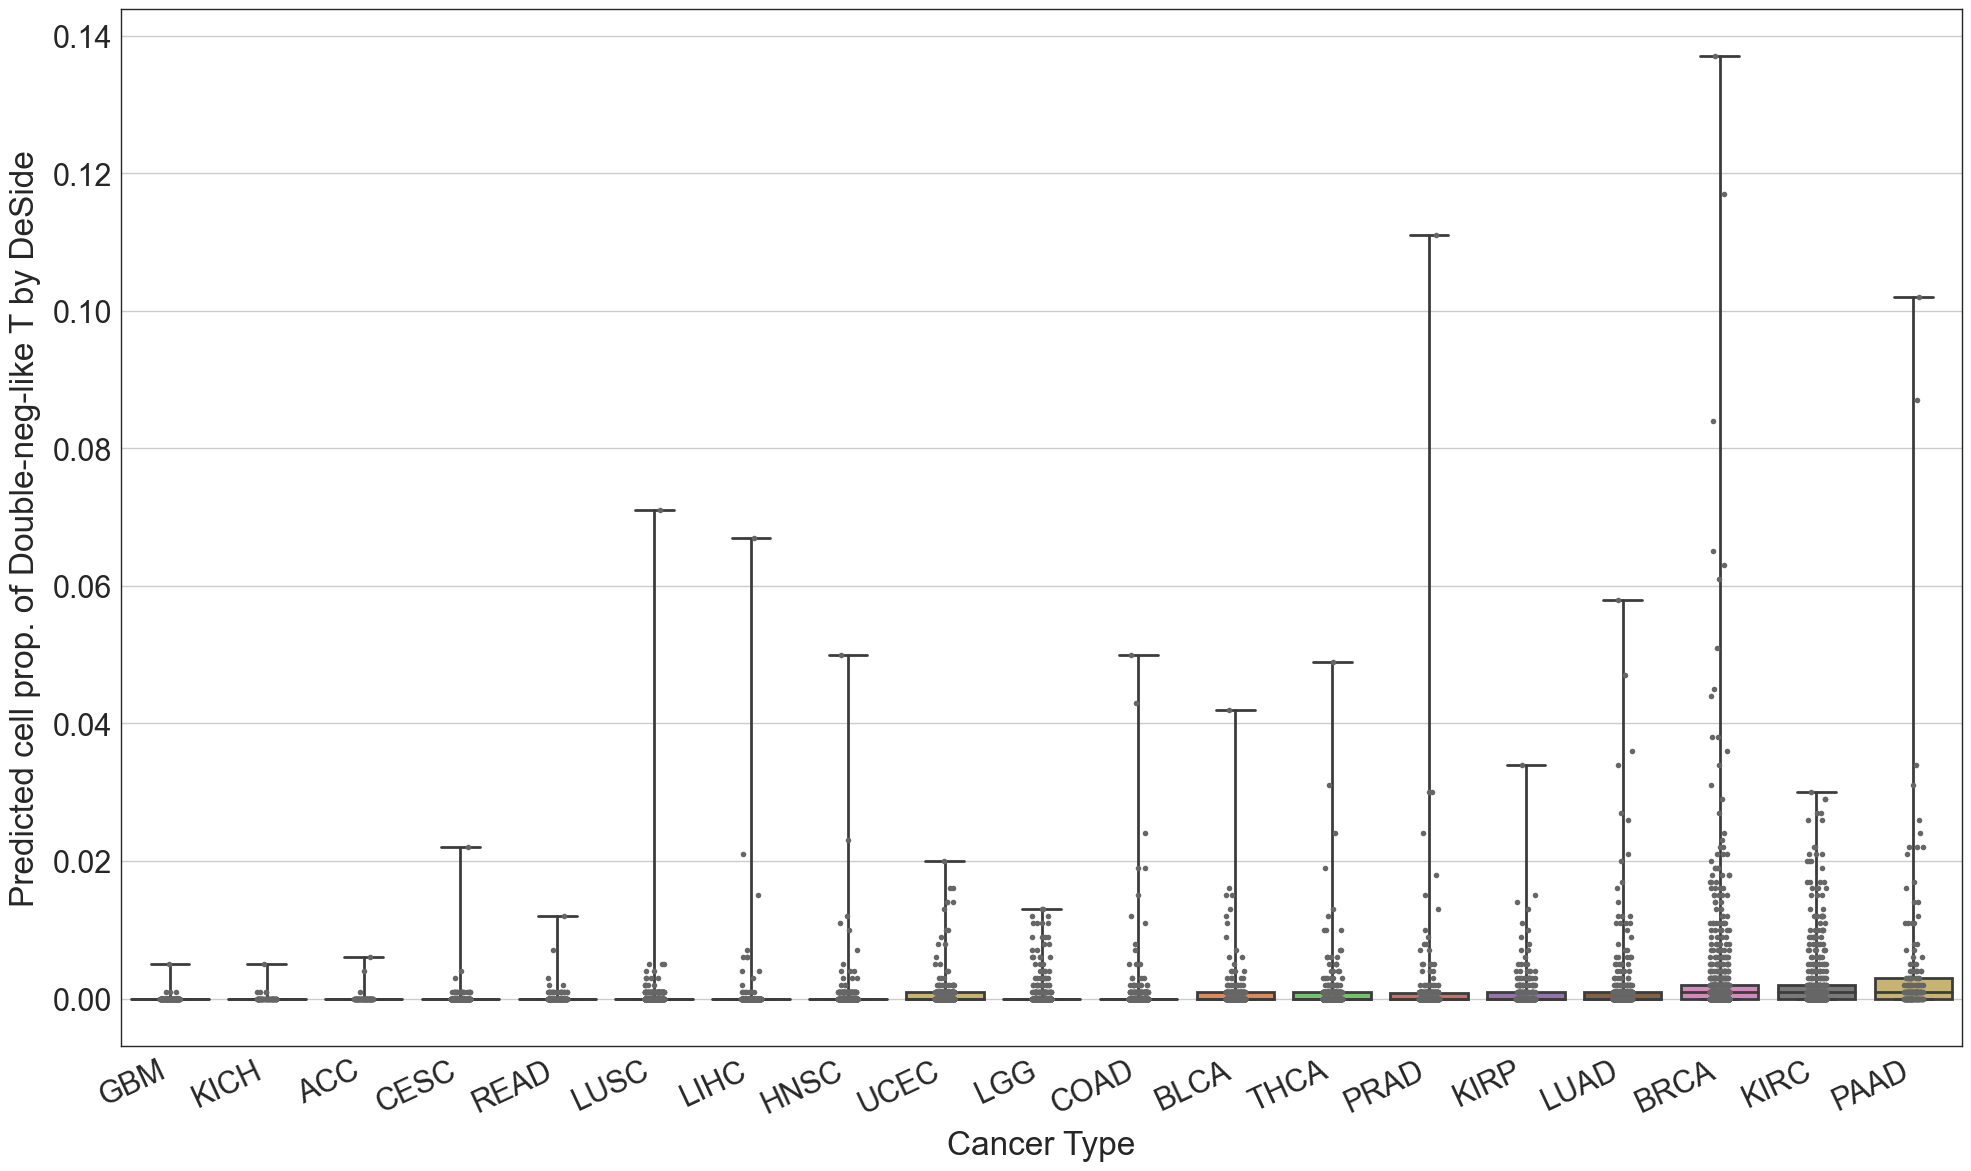 Predicted cell prop. of Double-neg-like T by DeSide
0.14
0.12
0.10
0.08
0.06
0.04
0.02
0.00
GBM
KICH
ACC
CESC
READ
LUSC
LIHC
HNSC
UCEC
LGG
COAD
BLCA
THCA
PRAD
KIRP
LUAD
BRCA
KIRC
PAAD
Cancer Type